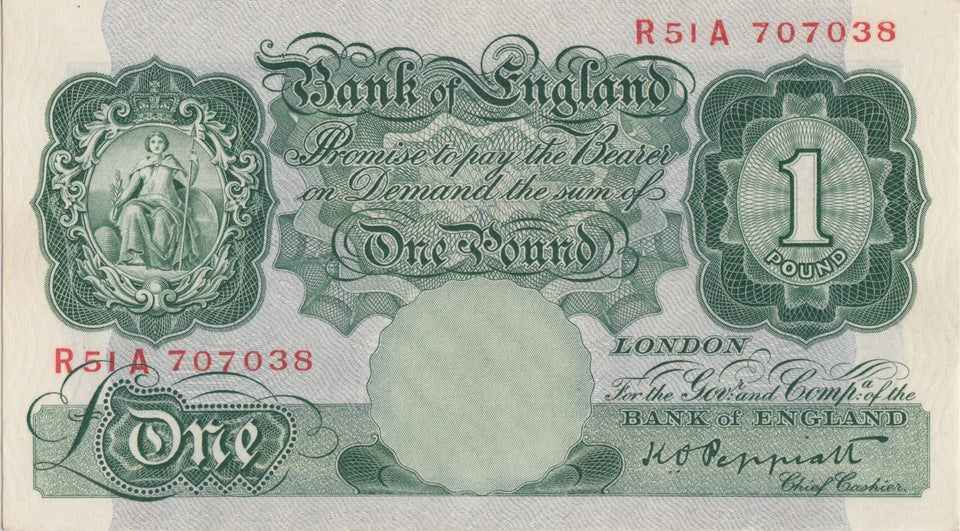 R51A 707038
Bank of England
Promise to pay the Bearer
on Demand the sum of
One Pound
1
POUND
R51A 707038
£One
LONDON
For the Govr. and Compa. of the
BANK of ENGLAND
K O Peppiatt
Chief Cashier.